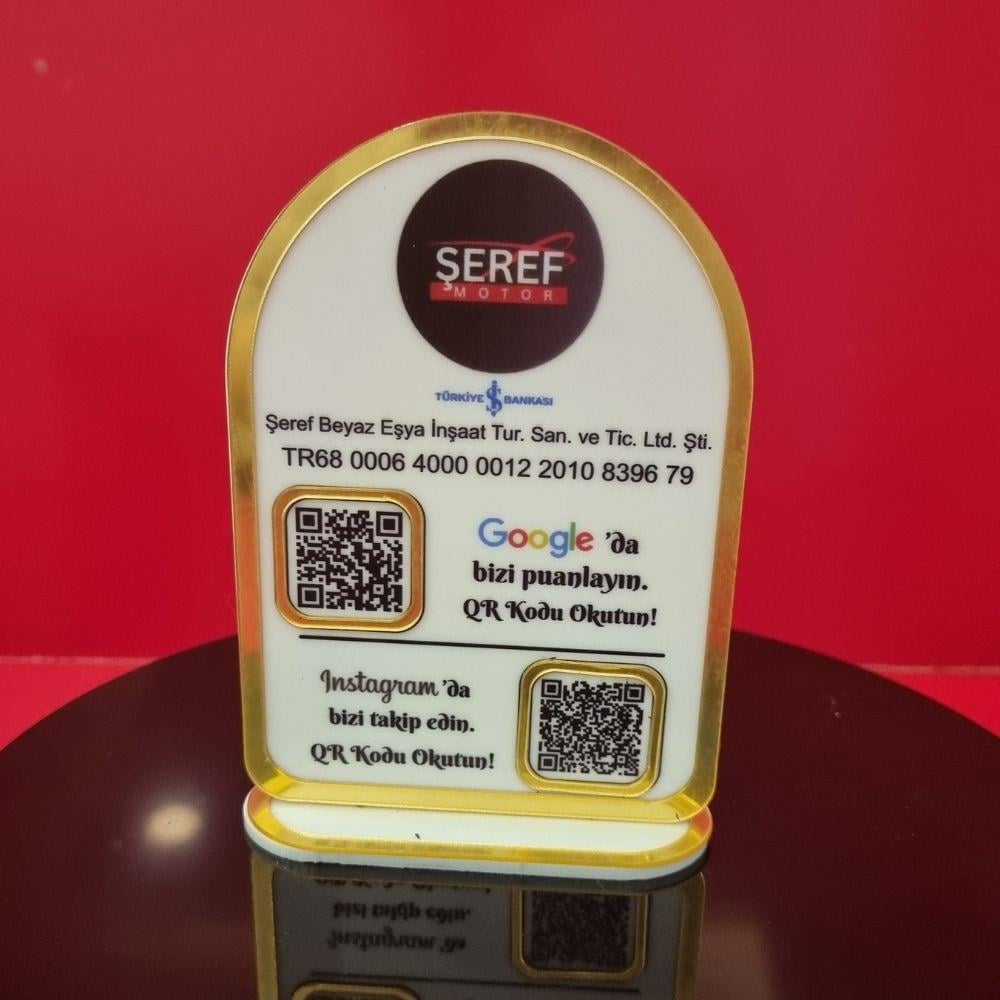 ŞEREF
MOTOR
TÜRKİYE İŞ BANKASI
Şeref Beyaz Eşya İnşaat Tur. San. ve Tic. Ltd. Şti.
TR68 0006 4000 0012 2010 8396 79
Google 'da
bizi puanlayın.
QR Kodu Okutun!
Instagram 'da
bizi takip edin.
QR Kodu Okutun!